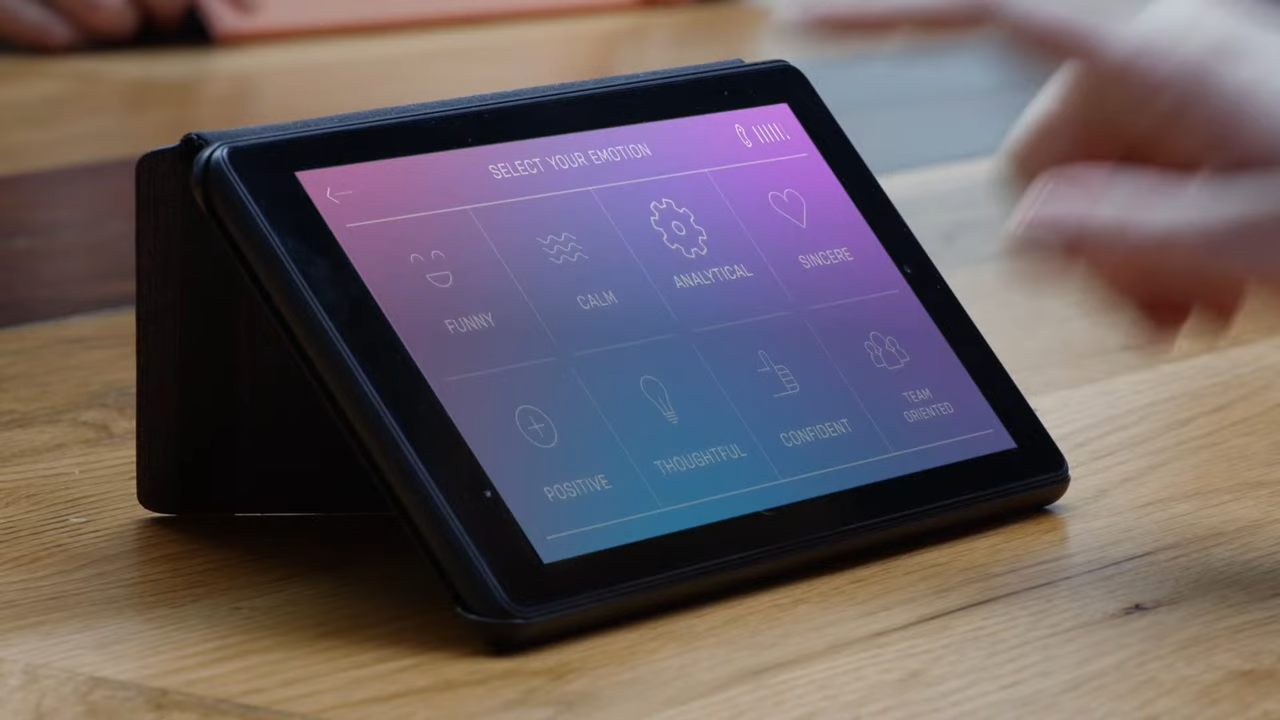 SELECT YOUR EMOTION
FUNNY
CALM
ANALYTICAL
SINCERE
POSITIVE
THOUGHTFUL
CONFIDENT
TEAM
ORIENTED